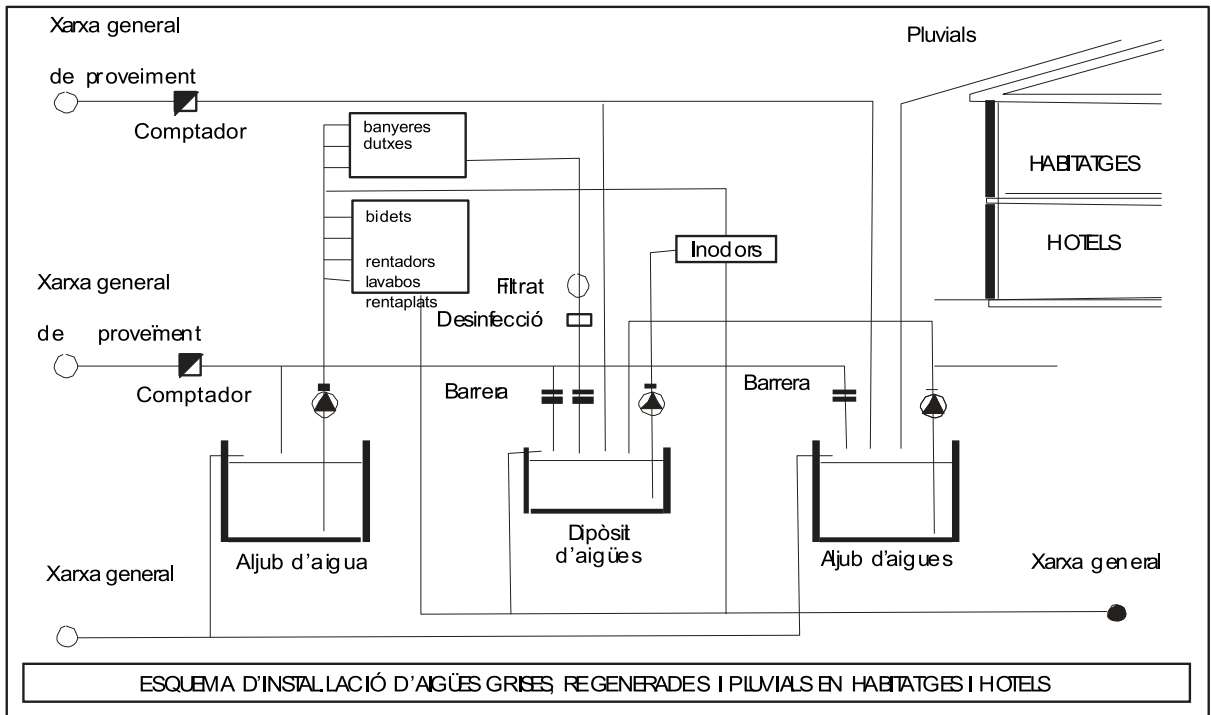 Xarxa general
de proveiment
Comptador
Pluvials
banyeres
dutxes
HABITATGES
bidets
rentadors
lavabos
rentaplàts
Inodors
HOTELS
Xarxa general
de proveïment
Comptador
Filtrat
Desinfecció
Barrera
Barrera
Aljub d'aigua
Dipòsit
d'aigües
Aljub d'aigues
Xarxa general
Xarxa general
ESQUEMA D'INSTAL.LACIÓ D'AIGÜES GRISES, REGENERADES I PLUVIALS EN HABITATGES I HOTELS